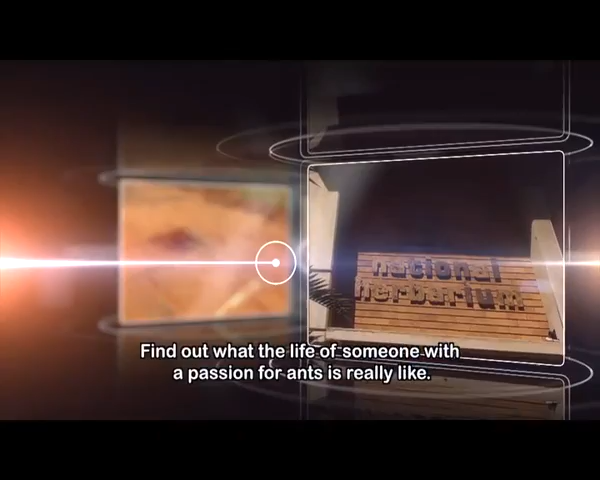 national
herbarium
Find out what the life of someone with
a passion for ants is really like.